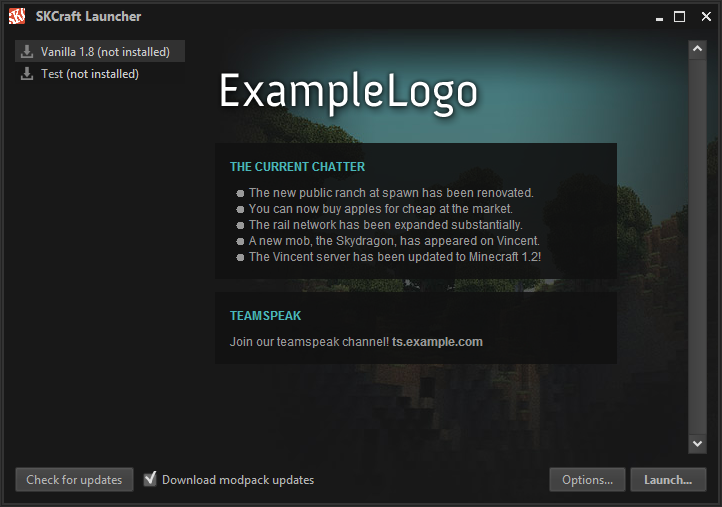 SKCraft Launcher
Vanilla 1.8 (not installed)
Test (not installed)
ExampleLogo
THE CURRENT CHATTER
The new public ranch at spawn has been renovated.
You can now buy apples for cheap at the market.
The rail network has been expanded substantially.
A new mob, the Skydragon, has appeared on Vincent.
The Vincent server has been updated to Minecraft 1.2!
TEAMSPEAK
Join our teamspeak channel! ts.example.com
Check for updates
Download modpack updates
Options...
Launch...